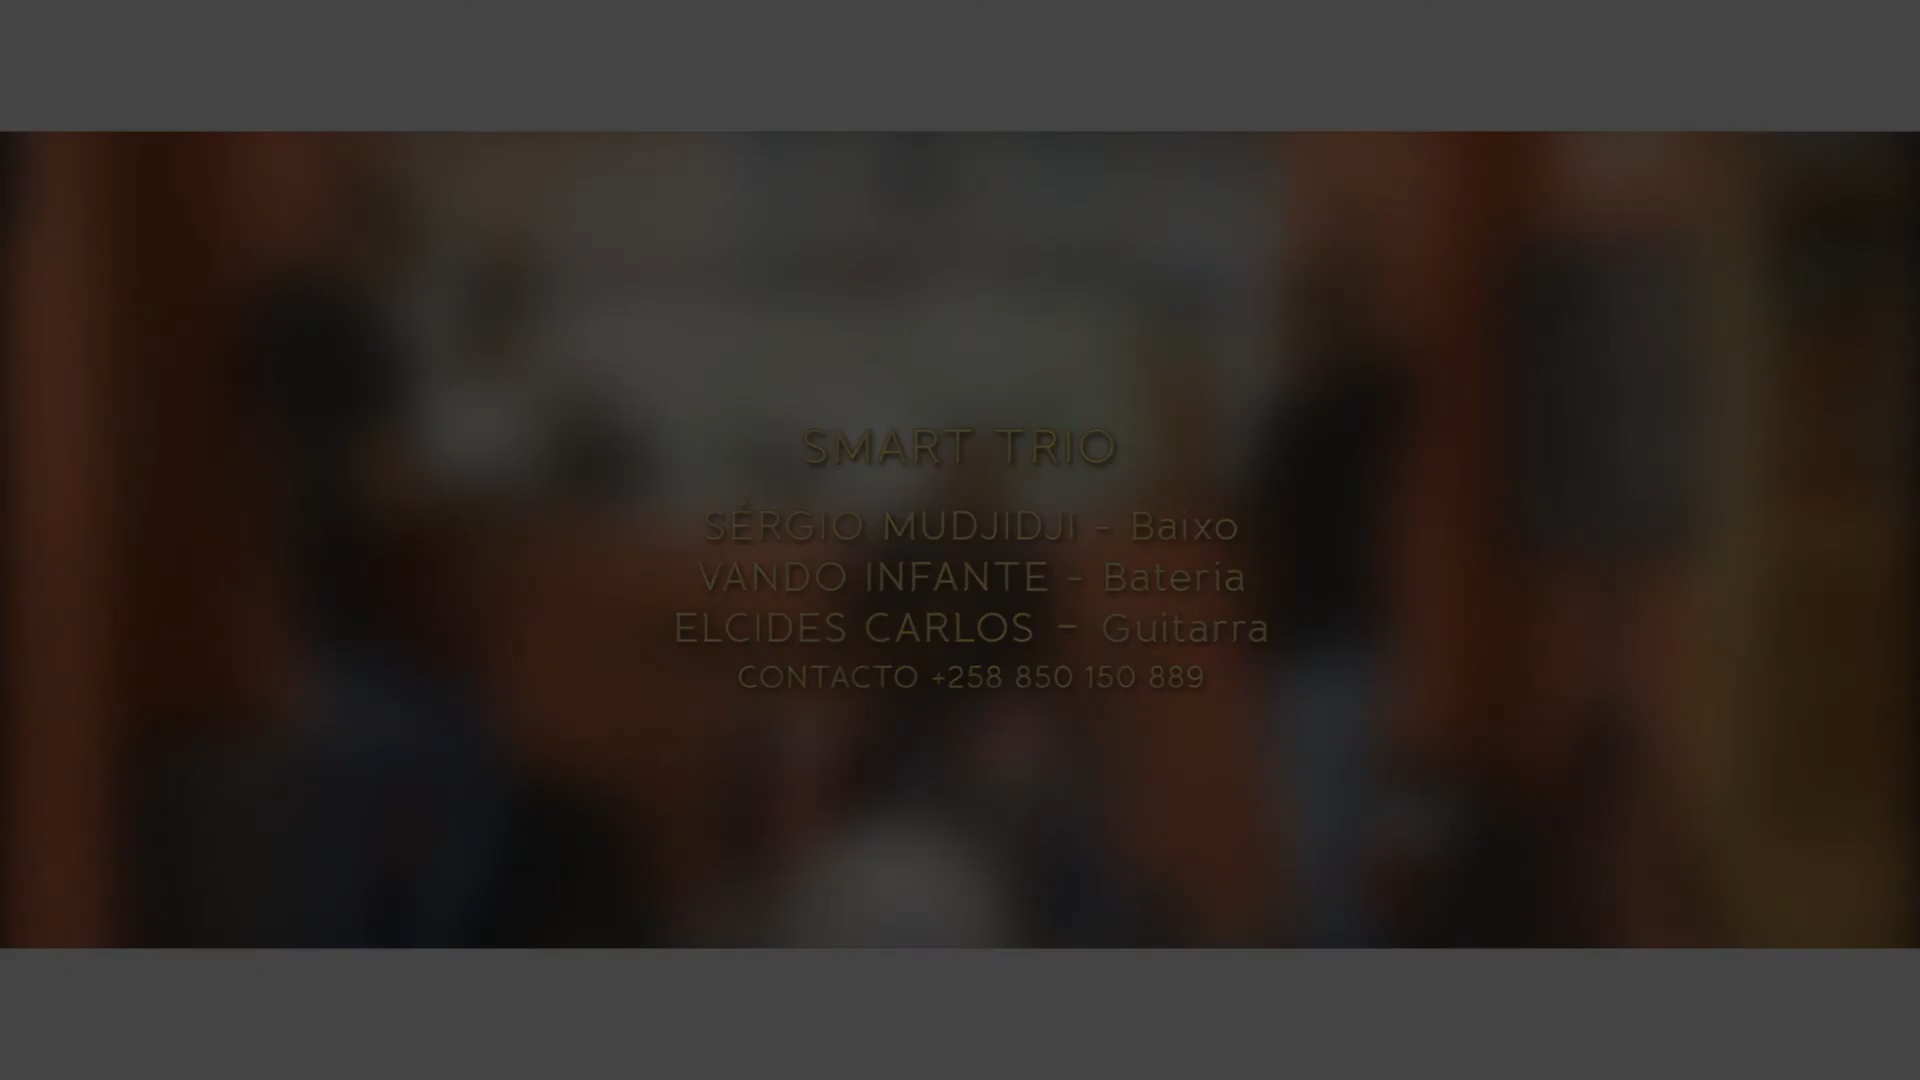 SMART TRIO
SÉRGIO MUDJIDJI - Baixo
VANDO INFANTE - Bateria
ELCIDES CARLOS - Guitarra
CONTACTO +258 850 150 889